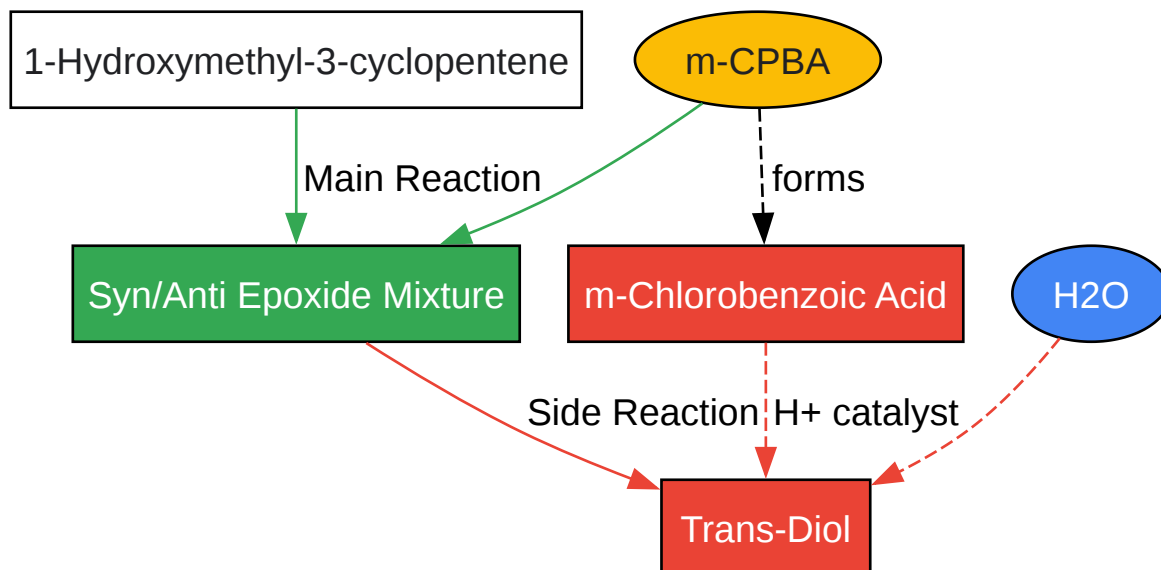 1-Hydroxymethyl-3-cyclopentene
m-CPBA
Main Reaction
forms
Syn/Anti Epoxide Mixture
m-Chlorobenzoic Acid
H2O
Side Reaction
H+ catalyst
Trans-Diol